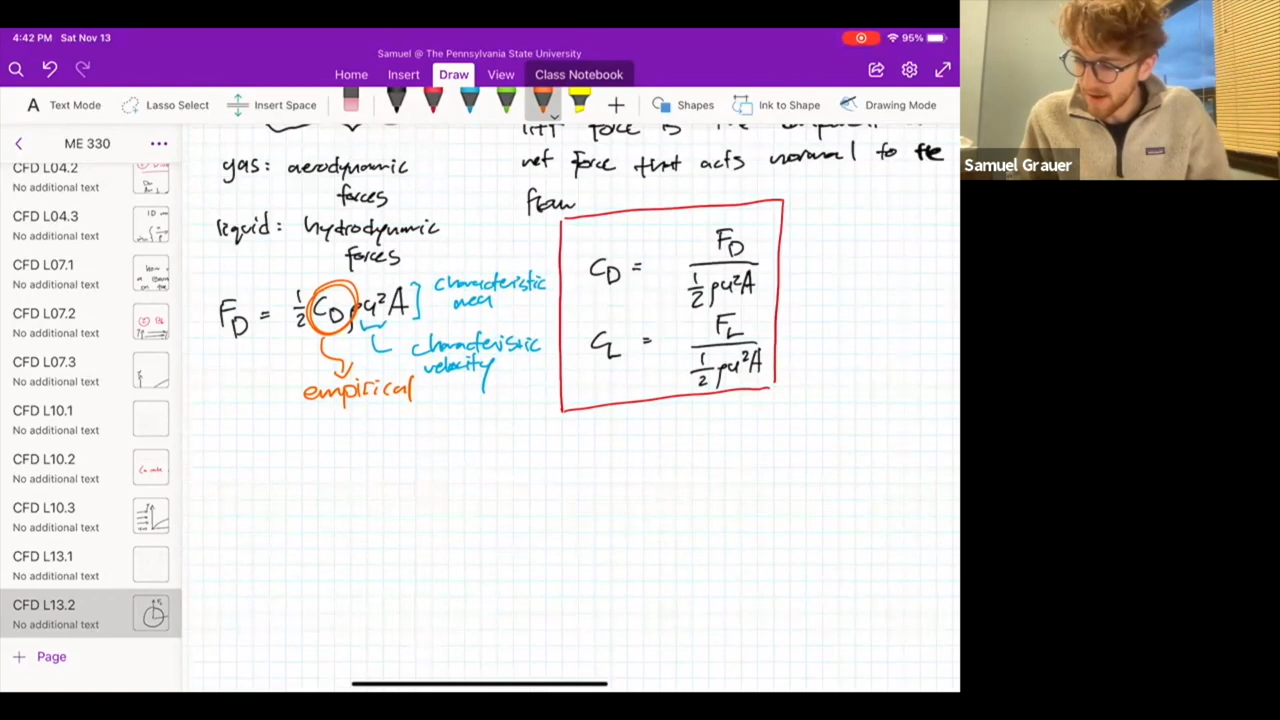 4:42 PM Sat Nov 13
95%
Samuel @ The Pennsylvania State University
Home Insert Draw View Class Notebook
A Text Mode Lasso Select Insert Space Shapes Ink to Shape Drawing Mode
ME 330
CFD L04.2
No additional text
CFD L04.3
No additional text
CFD L07.1
No additional text
CFD L07.2
No additional text
CFD L07.3
No additional text
CFD L10.1
No additional text
CFD L10.2
No additional text
CFD L10.3
No additional text
CFD L13.1
No additional text
CFD L13.2
No additional text
+ Page
lift force is the component
net force that acts normal to the
flow
gas: aerodynamic
forces
liquid: hydrodynamic
forces
F_D = 1/2 C_D ρu²A
characteristic
area
characteristic
velocity
empirical
C_D = F_D / (1/2 ρu²A)
C_L = F_L / (1/2 ρu²A)
Samuel Grauer